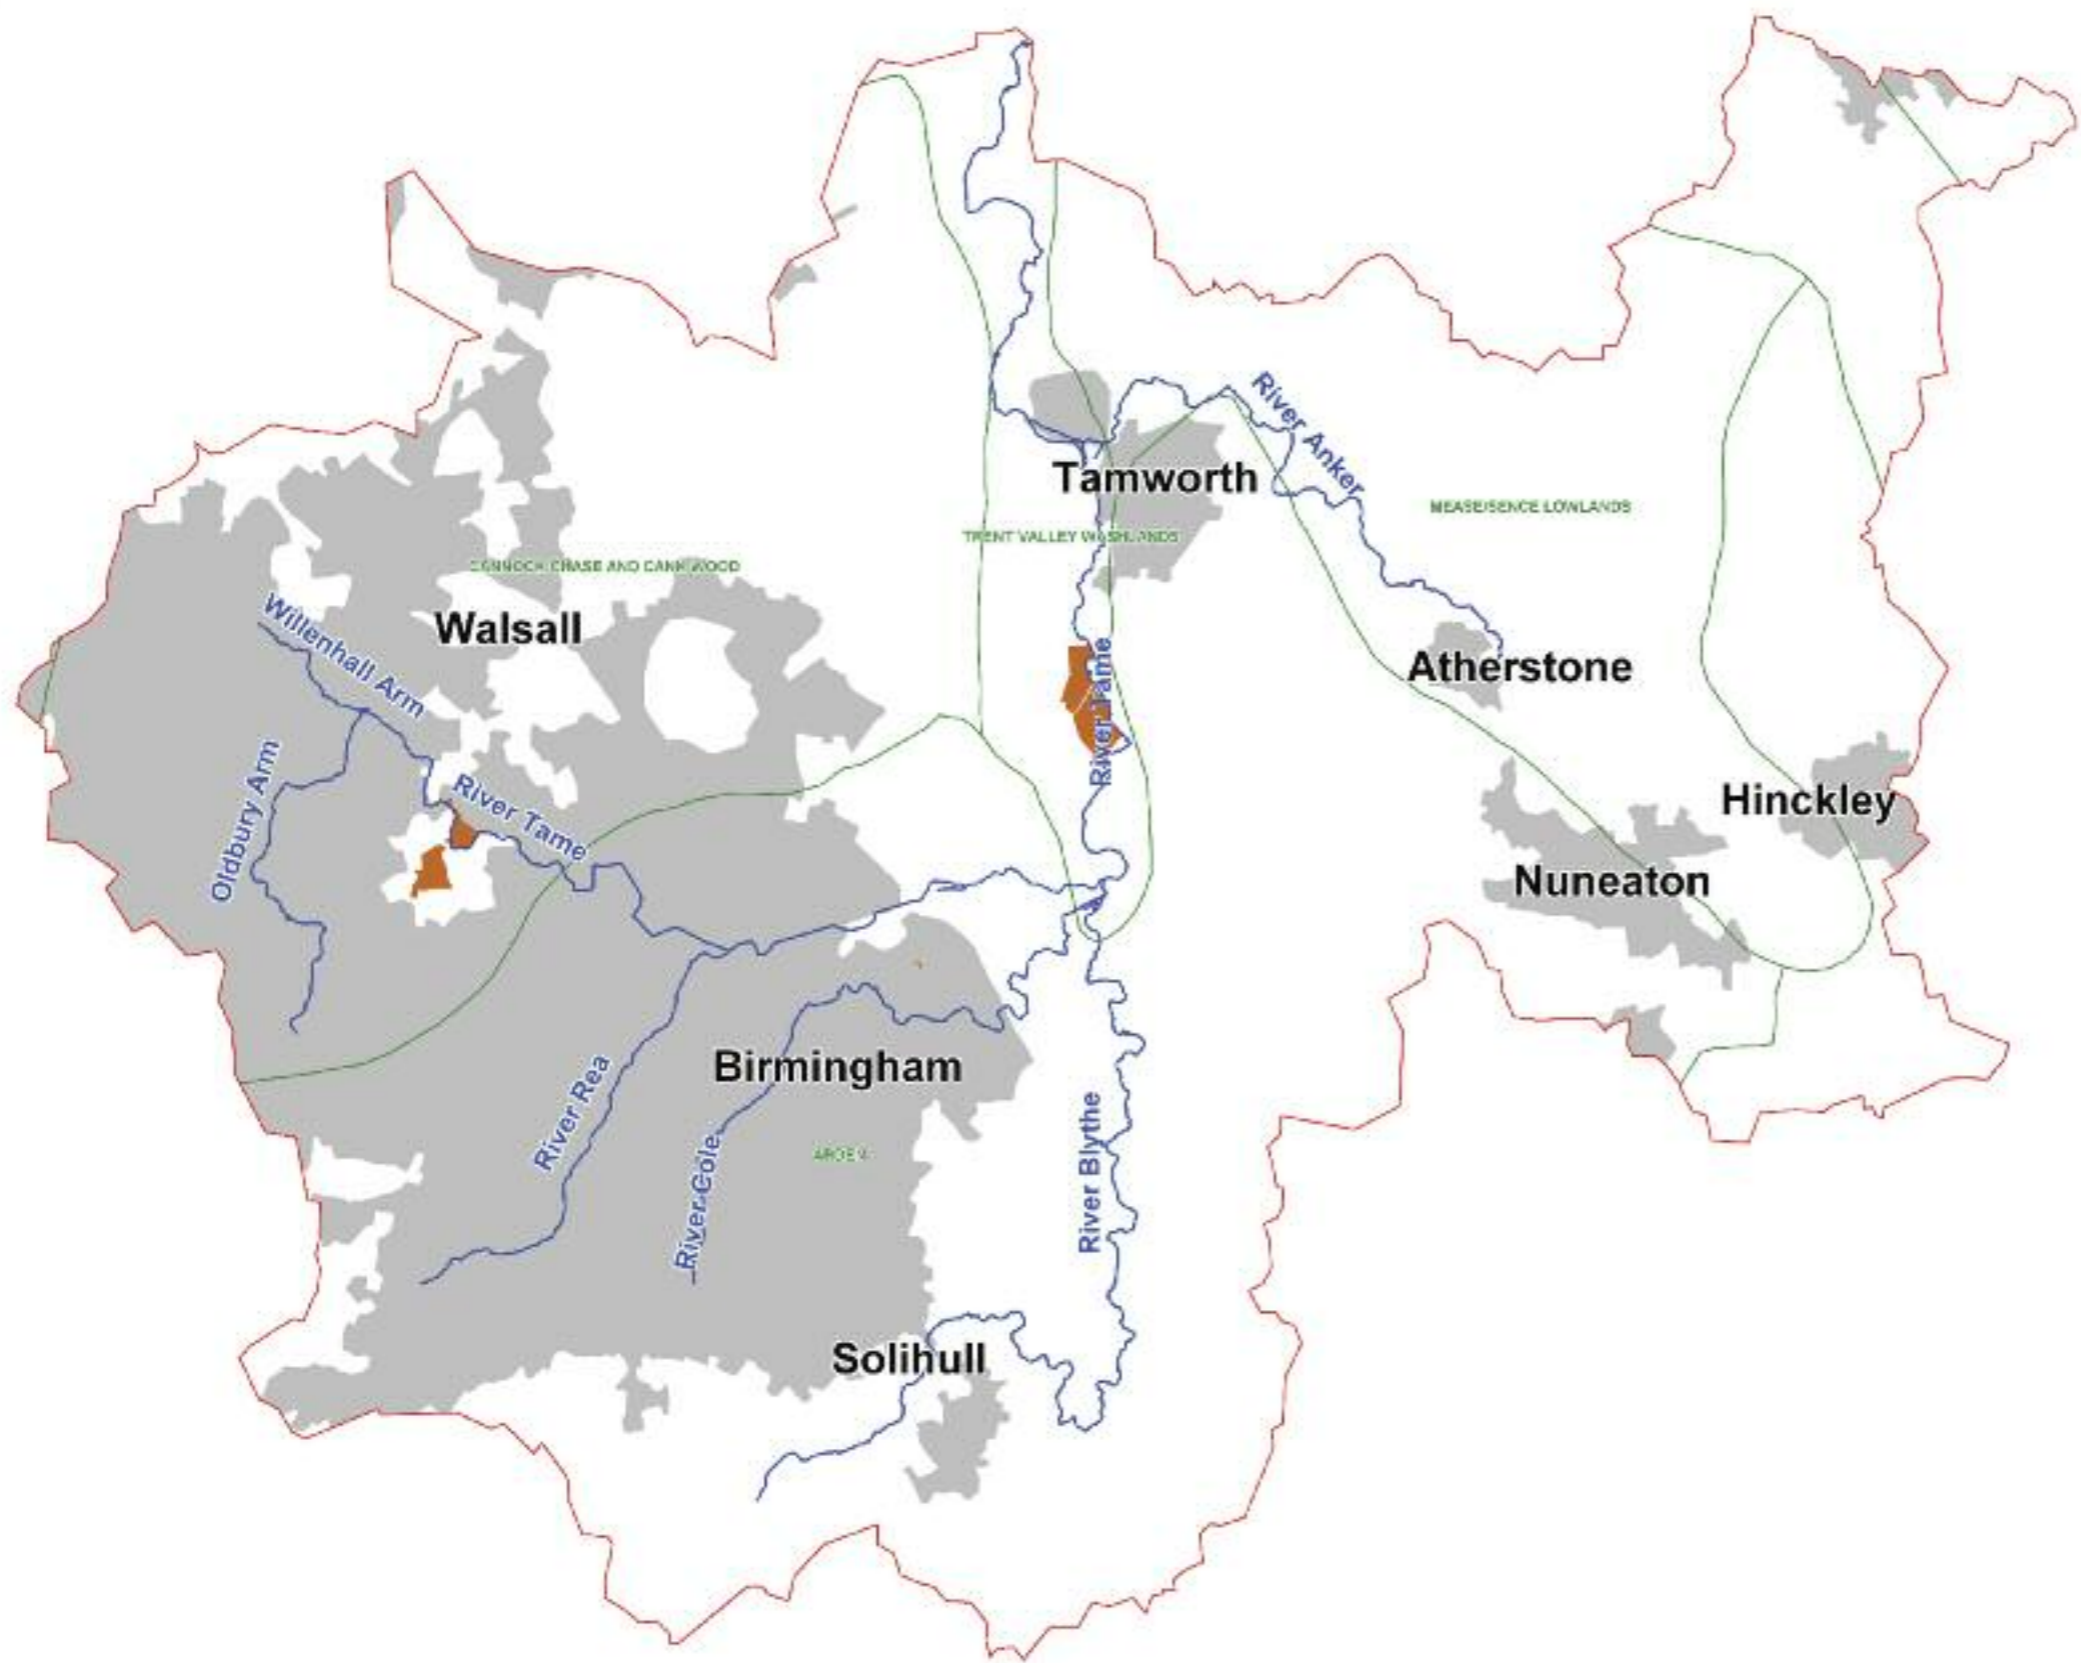 River Anker
Tamworth
MEASE/SENCE LOWLANDS
TRENT VALLEY WASHLANDS
CANNOCK CHASE AND CANK WOOD
Willenhall Arm
Walsall
Atherstone
River Tame
Oldbury Arm
River Tame
Hinckley
Nuneaton
Birmingham
River Rea
River Cole
ARDEN
River Blythe
Solihull